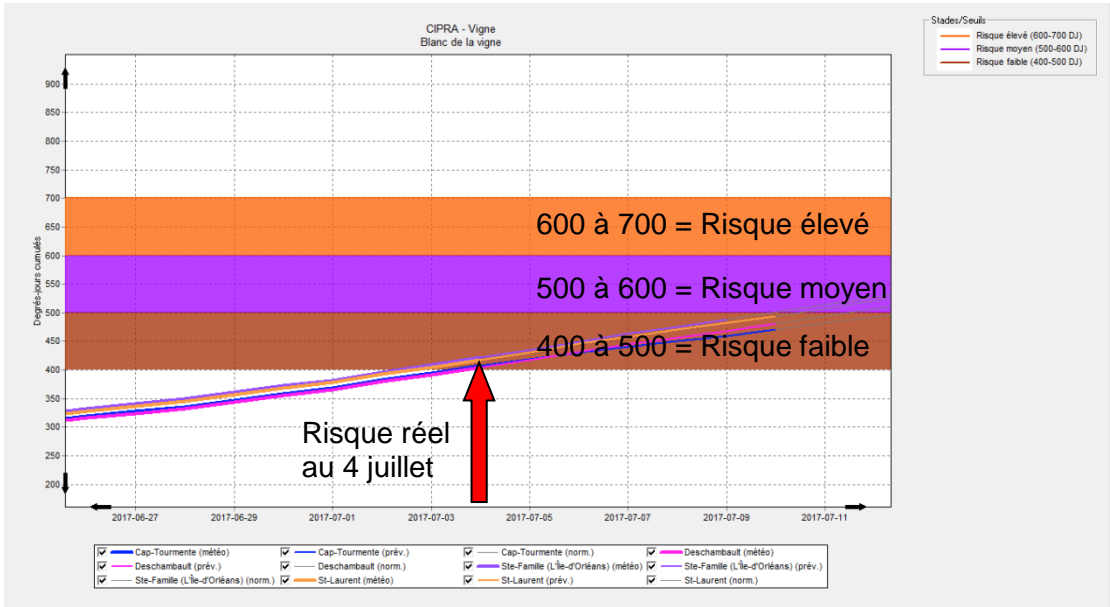 CIPRA - Vigne
Blanc de la vigne
Stades/Seuils
Risque élevé (600-700 DJ)
Risque moyen (500-600 DJ)
Risque faible (400-500 DJ)
Degrés-jours cumulés
900
850
800
750
700
650
600
550
500
450
400
350
300
250
200
600 à 700 = Risque élevé
500 à 600 = Risque moyen
400 à 500 = Risque faible
Risque réel
au 4 juillet
2017-06-27 2017-06-29 2017-07-01 2017-07-03 2017-07-05 2017-07-07 2017-07-09 2017-07-11
Cap-Tourmente (météo) Cap-Tourmente (prév.) Cap-Tourmente (norm.) Deschambault (météo)
Deschambault (prév.) Deschambault (norm.) Ste-Famille (L'Île-d'Orléans) (météo) Ste-Famille (L'Île-d'Orléans) (prév.)
Ste-Famille (L'Île-d'Orléans) (norm.) St-Laurent (météo) St-Laurent (prév.) St-Laurent (norm.)